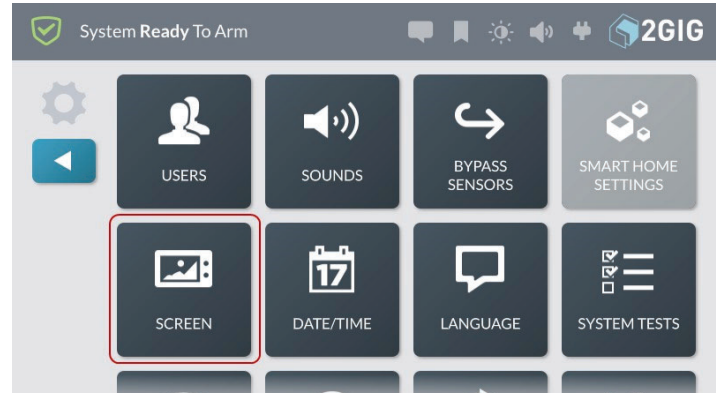 System Ready To Arm
2GIG
USERS
SOUNDS
BYPASS
SENSORS
SMART HOME
SETTINGS
SCREEN
17
DATE/TIME
LANGUAGE
SYSTEM TESTS